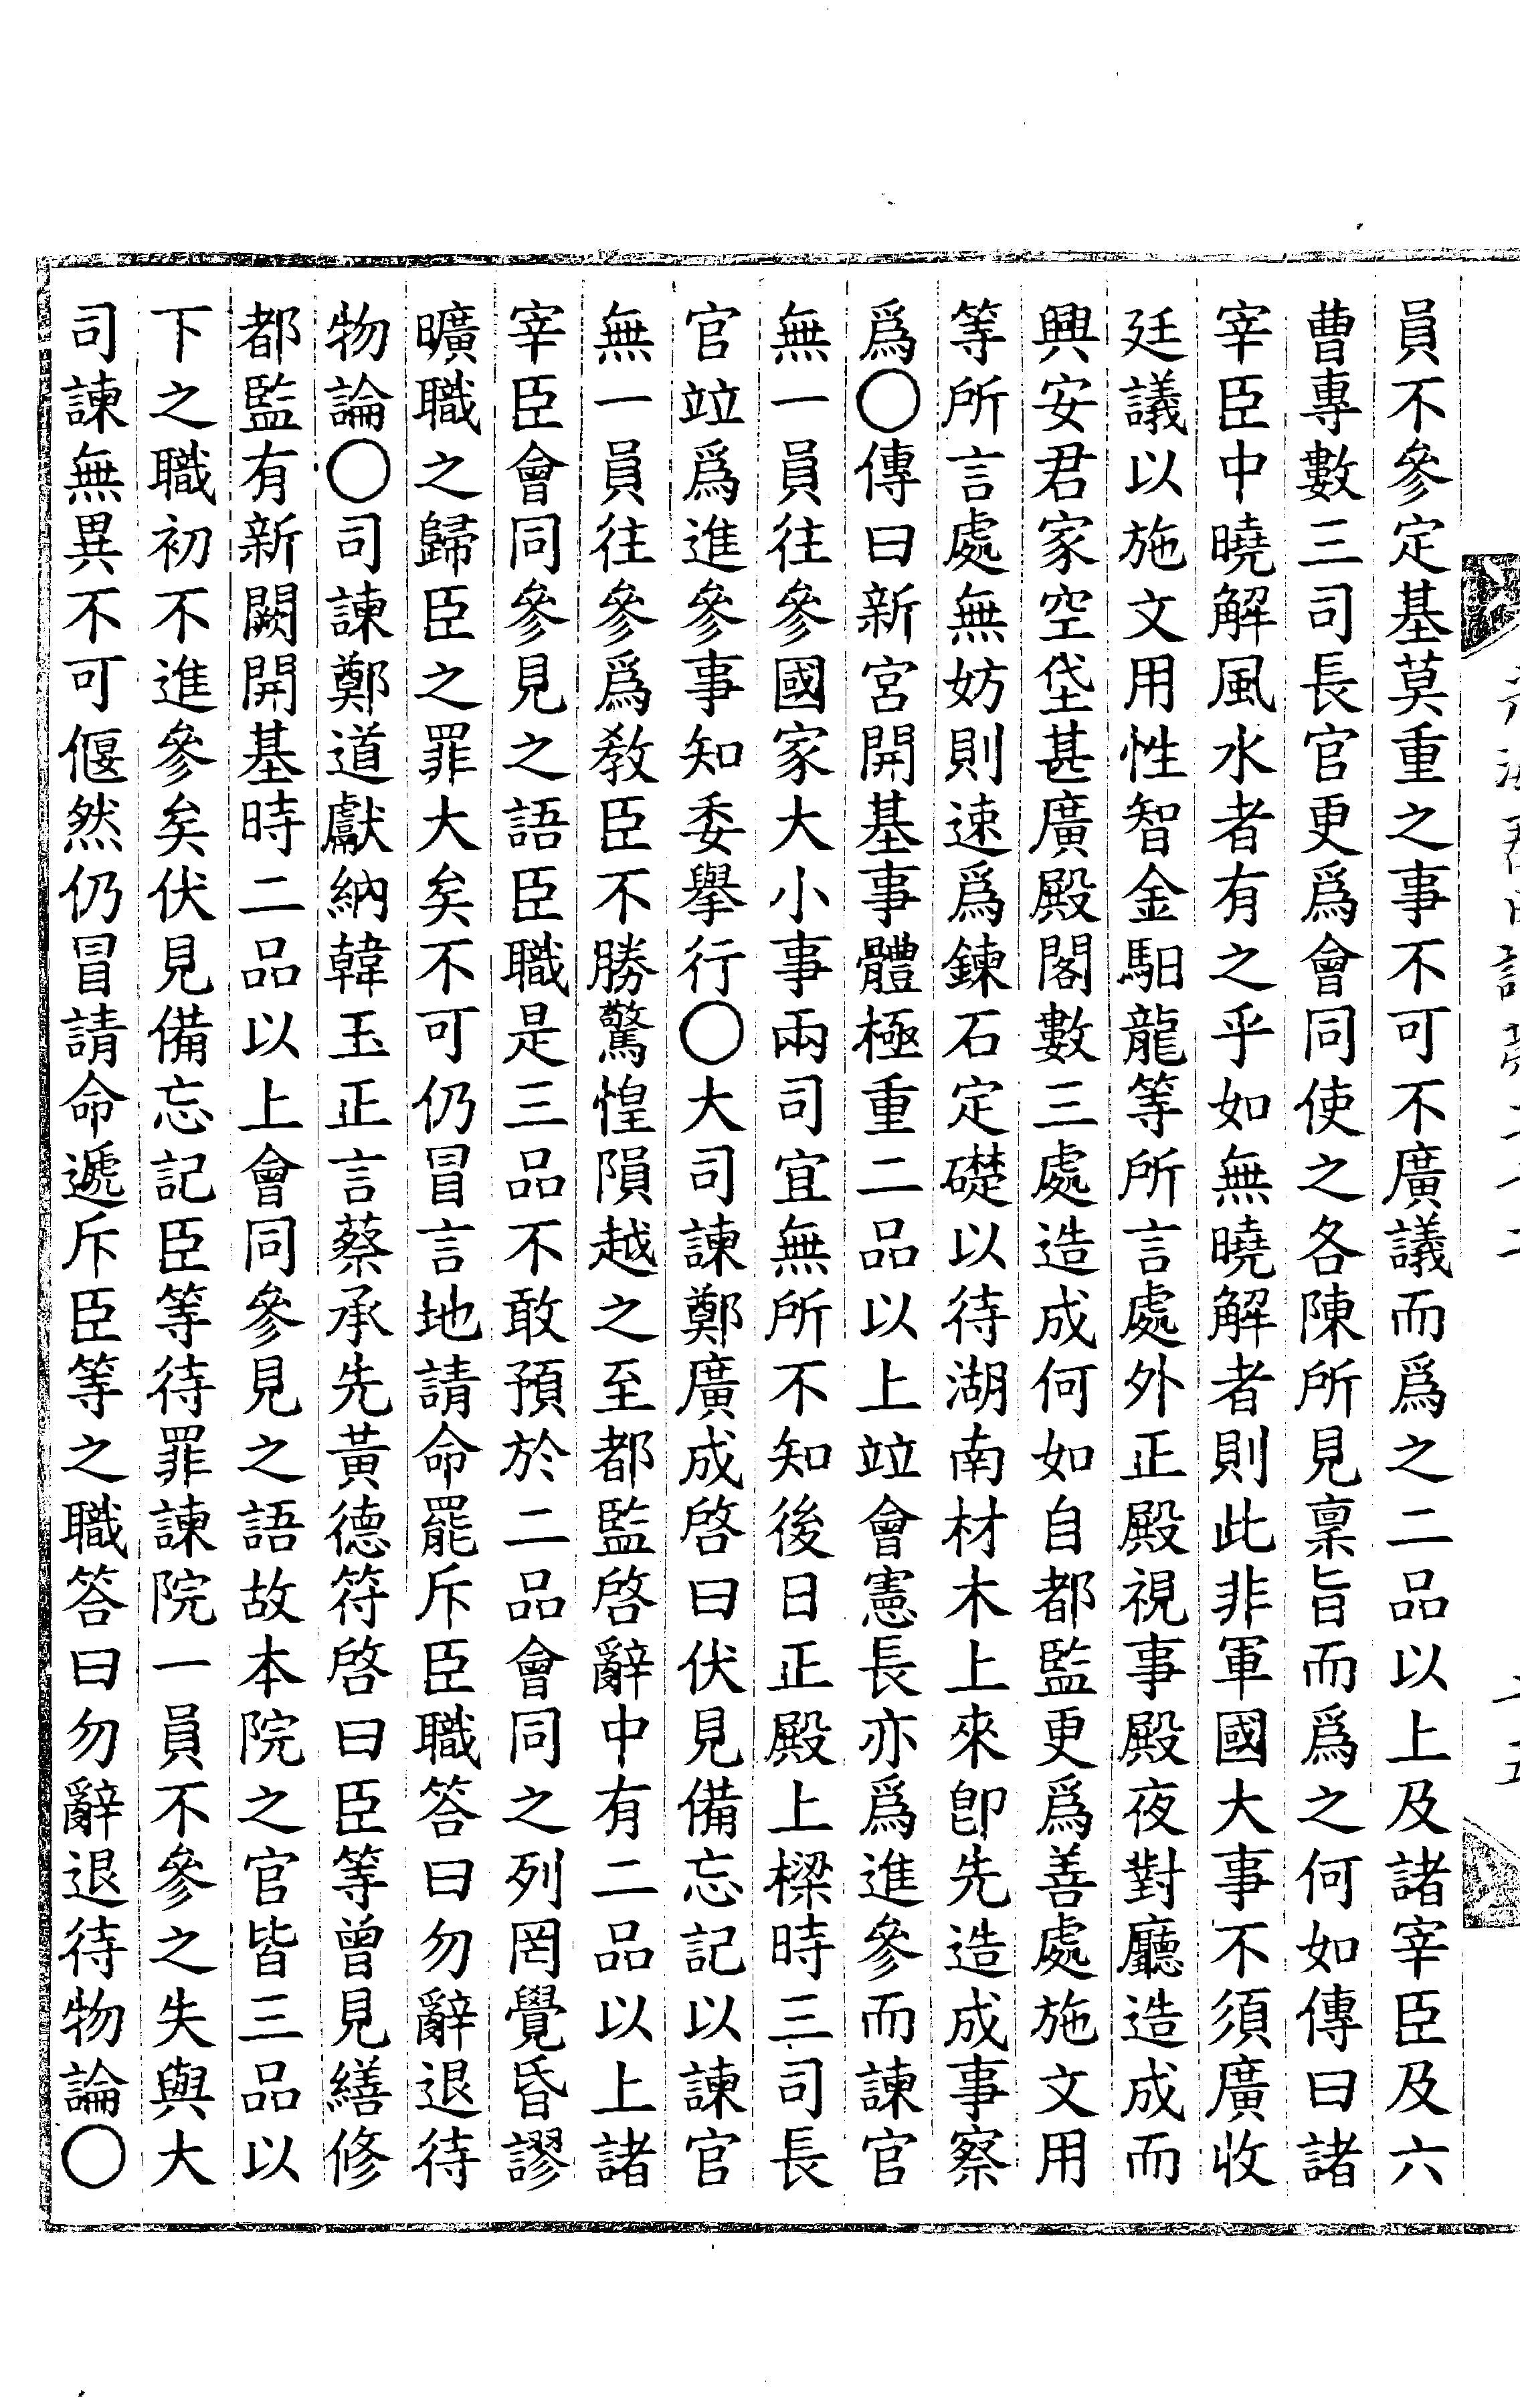 員不參定基莫重之事不可不廣議而爲之二品以上及諸宰臣及六
曹專數三司長官更爲會同使之各陳所見稟旨而爲之何如傳曰諸
宰臣中曉解風水者有之乎如無曉解者則此非軍國大事不須廣收
廷議以施文用性智金馹龍等所言處外正殿視事殿夜對廳造成而
興安君家空垈甚廣殿閣數三處造成何如自都監更爲善處施文用
等所言處無妨則速爲鍊石定礎以待湖南材木上來卽先造成事察
爲○傳曰新宮開基事體極重二品以上竝會憲長亦爲進參而諫官
無一員往參國家大小事兩司宜無所不知後日正殿上樑時三司長
官竝爲進參事知委擧行○大司諫鄭廣成啓曰伏見備忘記以諫官
無一員往參爲敎臣不勝驚惶隕越之至都監啓辭中有二品以上諸
宰臣會同參見之語臣職是三品不敢預於二品會同之列罔覺昏謬
曠職之歸臣之罪大矣不可仍冒言地請命罷斥臣職答曰勿辭退待
物論○司諫鄭道獻納韓玉正言蔡承先黃德符啓曰臣等曾見繕修
都監有新闕開基時二品以上會同參見之語故本院之官皆三品以
下之職初不進參矣伏見備忘記臣等待罪諫院一員不參之失與大
司諫無異不可偃然仍冒請命遞斥臣等之職答曰勿辭退待物論○